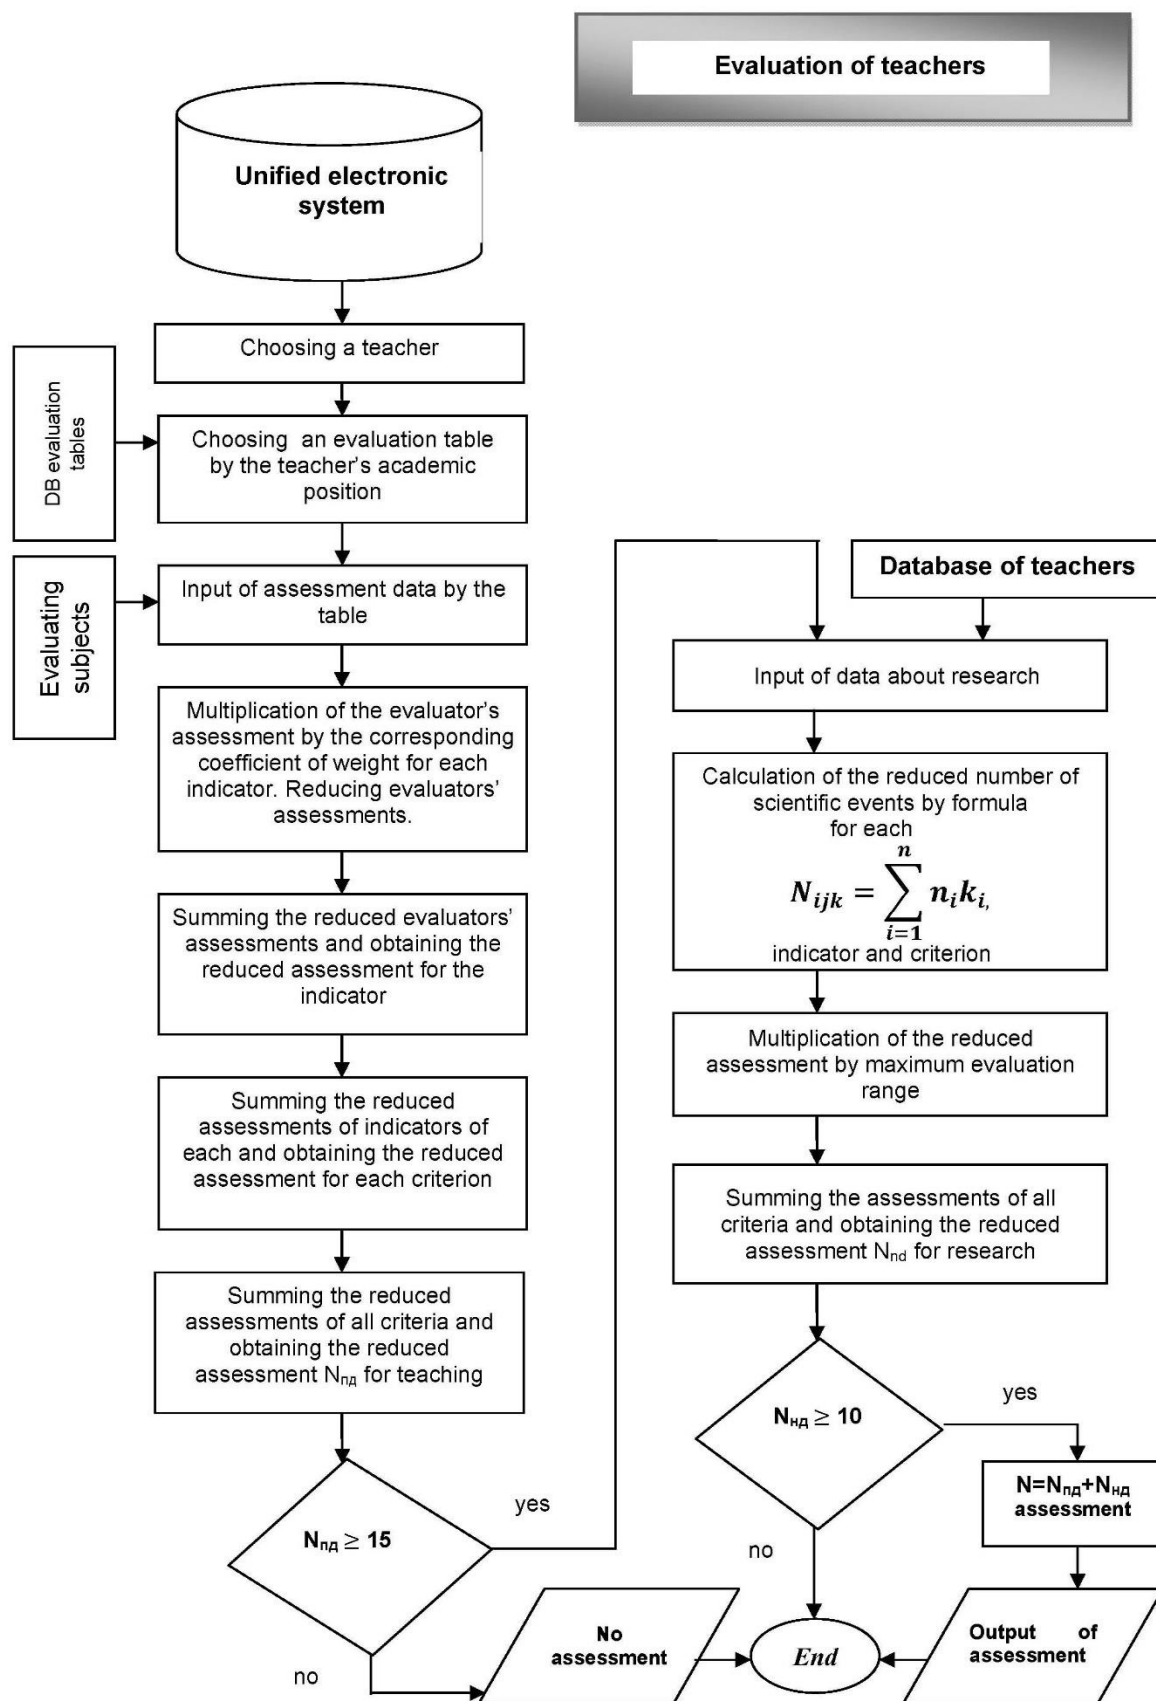 Evaluation of teachers
Unified electronic
system
Choosing a teacher
DB evaluation
tables
Choosing an evaluation table
by the teacher's academic
position
Evaluating
subjects
Input of assessment data by the
table
Multiplication of the evaluator's
assessment by the corresponding
coefficient of weight for each
indicator. Reducing evaluators'
assessments.
Summing the reduced evaluators'
assessments and obtaining the
reduced assessment for the
indicator
Summing the reduced
assessments of indicators of
each and obtaining the reduced
assessment for each criterion
Summing the reduced
assessments of all criteria and
obtaining the reduced
assessment Nпд for teaching
Nпд ≥ 15
yes
no
No
assessment
Database of teachers
Input of data about research
Calculation of the reduced number of
scientific events by formula
for each
N_{ijk} = \sum_{i=1}^{n} n_i k_{i,}
indicator and criterion
Multiplication of the reduced
assessment by maximum evaluation
range
Summing the assessments of all
criteria and obtaining the reduced
assessment Nnd for research
Nнд ≥ 10
yes
no
N=Nпд+Nнд
assessment
Output of
assessment
End